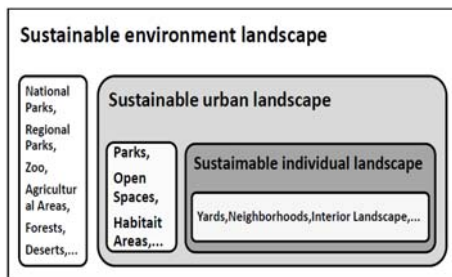 Sustainable environment landscape
National
Parks,
Regional
Parks,
Zoo,
Agricultur
al Areas,
Forests,
Deserts,...
Sustainable urban landscape
Parks,
Open
Spaces,
Habitait
Areas,...
Sustaimable individual landscape
Yards,Neighborhoods,Interior Landscape,...